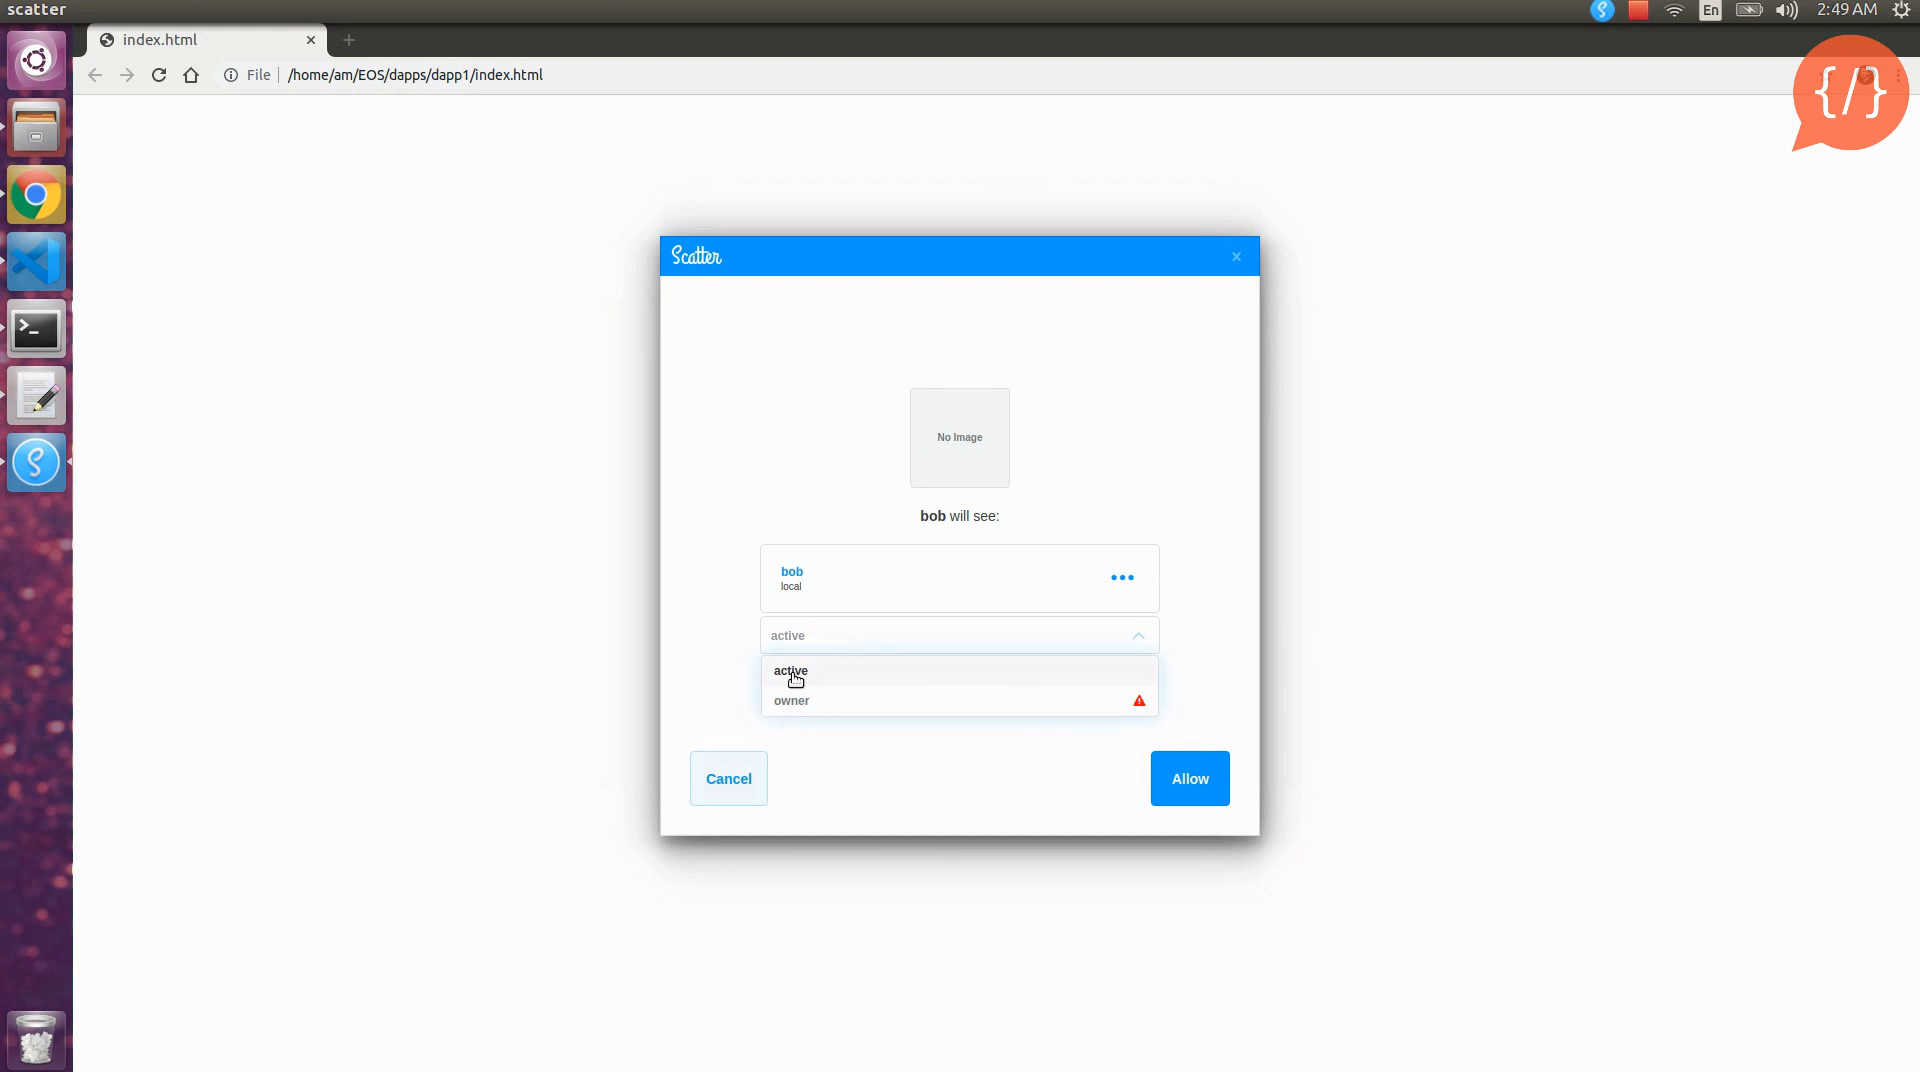 scatter
En
2:49 AM
index.html
File
/home/am/EOS/dapps/dapp1/index.html
{/}
Scatter
No Image
bob will see:
bob
local
active
active
owner
Cancel
Allow